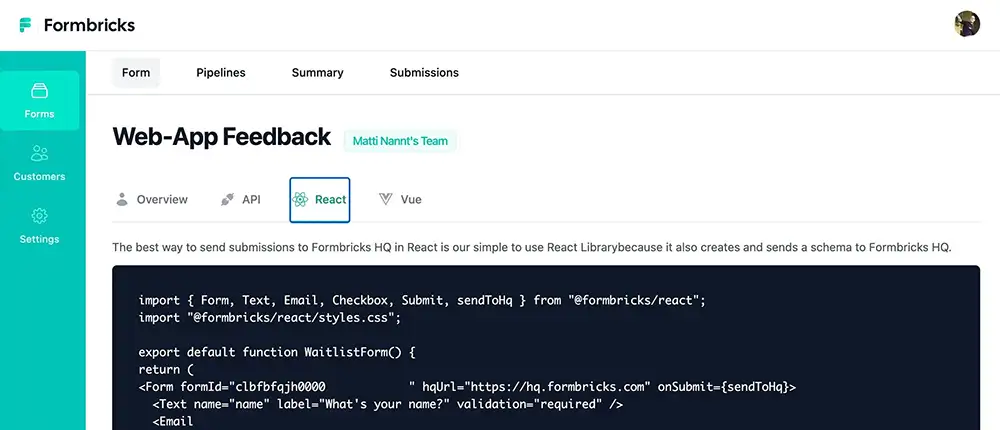 Formbricks
Form Pipelines Summary Submissions
Forms
Customers
Settings
Web-App Feedback Matti Nannt's Team
Overview API React Vue
The best way to send submissions to Formbricks HQ in React is our simple to use React Librarybecause it also creates and sends a schema to Formbricks HQ.
import { Form, Text, Email, Checkbox, Submit, sendToHq } from "@formbricks/react";
import "@formbricks/react/styles.css";
export default function WaitlistForm() {
return (
<Form formId="clbfbfqjh0000 " hqUrl="https://hq.formbricks.com" onSubmit={sendToHq}>
<Text name="name" label="What's your name?" validation="required" />
<Email